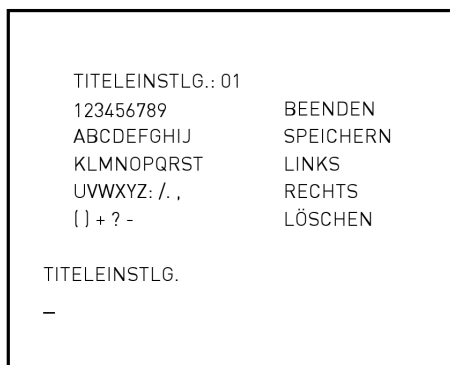 TITELEINSTLG.: 01
123456789 BEENDEN
ABCDEFGHIJ SPEICHERN
KLMNOPQRST LINKS
UVWXYZ: /. , RECHTS
( ) + ? - LÖSCHEN
TITELEINSTLG.
_